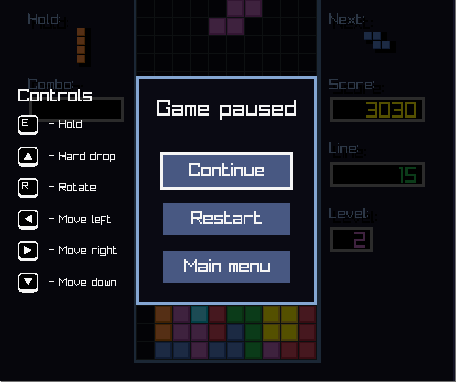 Hold:
Next:
Combo:
Controls
Score:
3030
Game paused
E - Hold
- Hard drop
R - Rotate
- Move left
- Move right
- Move down
Continue
Restart
Main menu
Line:
15
Level:
2